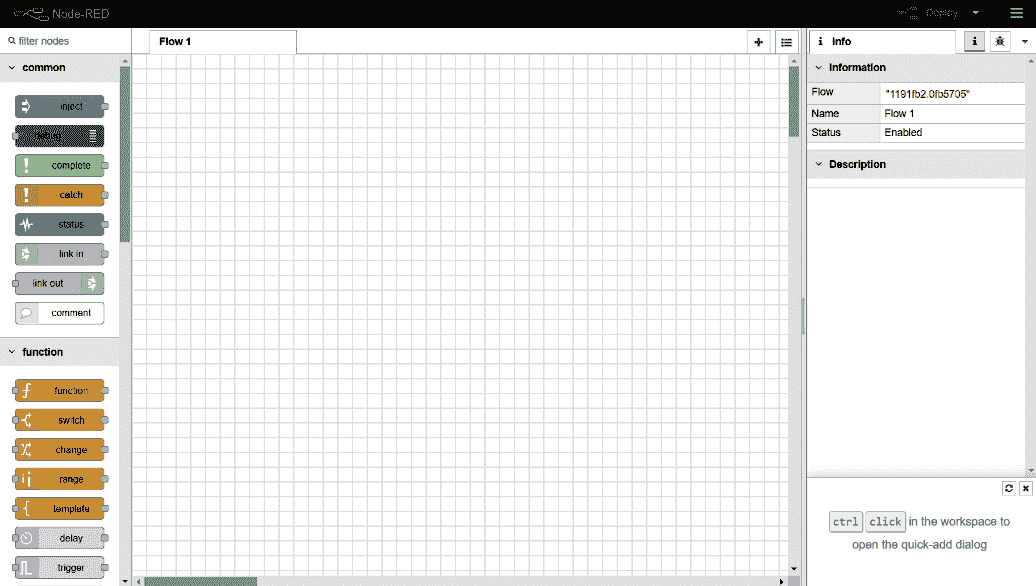 Node-RED
Deploy
filter nodes
Flow 1
info
common
inject
debug
complete
catch
status
link in
link out
comment
function
function
switch
change
range
template
delay
trigger
Information
Flow "1191fb2.0fb5705"
Name Flow 1
Status Enabled
Description
ctrl click in the workspace to
open the quick-add dialog